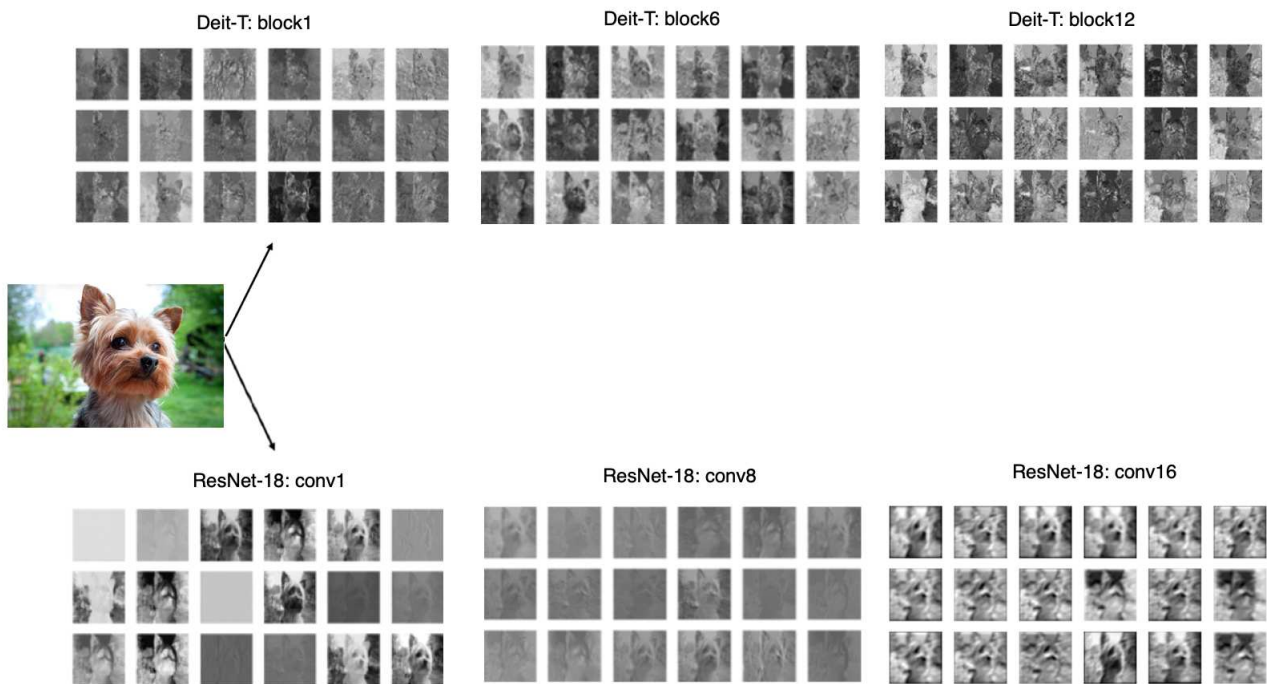 Deit-T: block1
Deit-T: block6
Deit-T: block12
ResNet-18: conv1
ResNet-18: conv8
ResNet-18: conv16